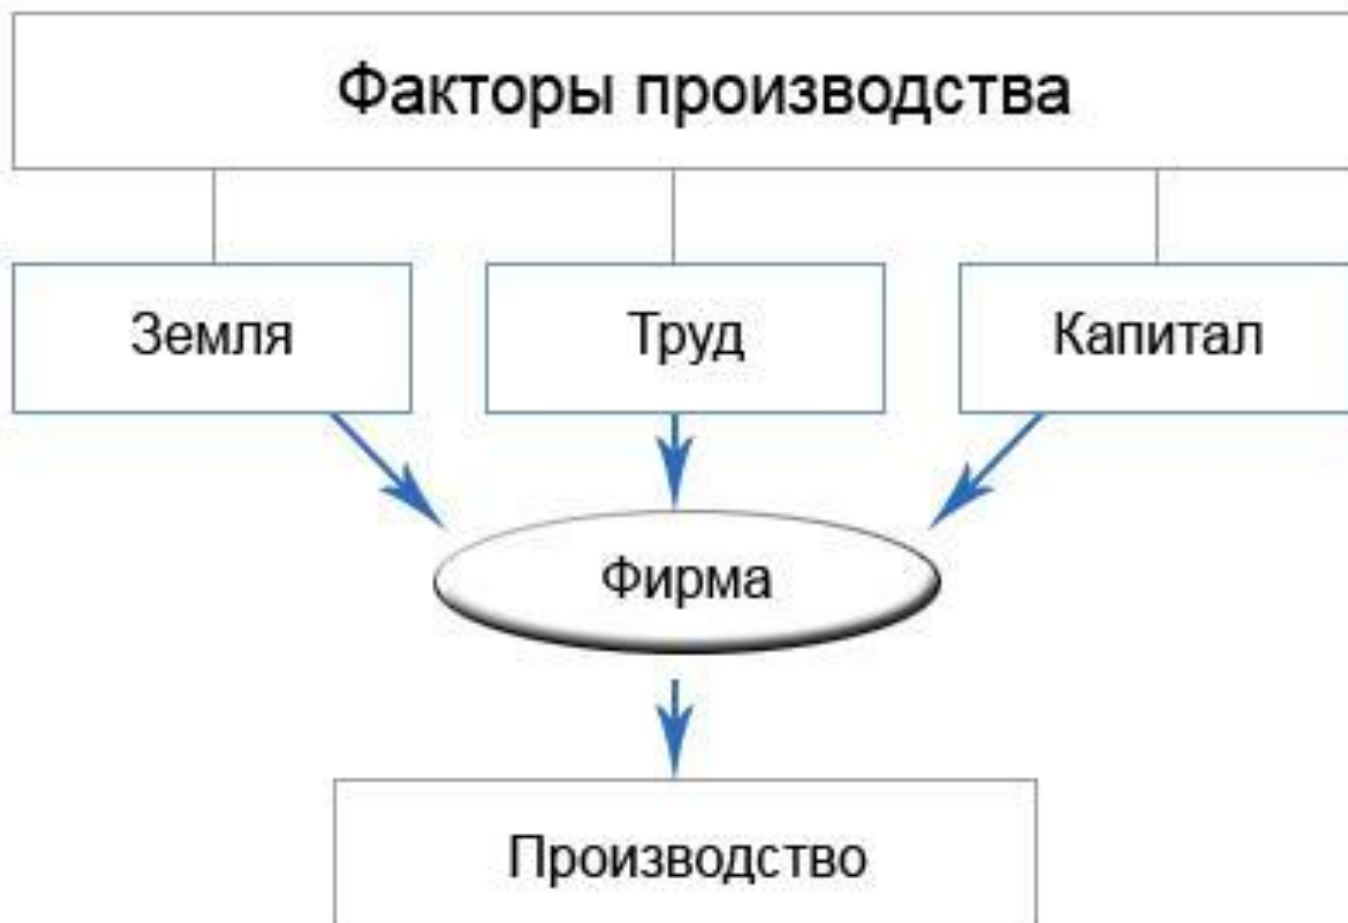 Факторы производства
Земля
Труд
Капитал
Фирма
Производство